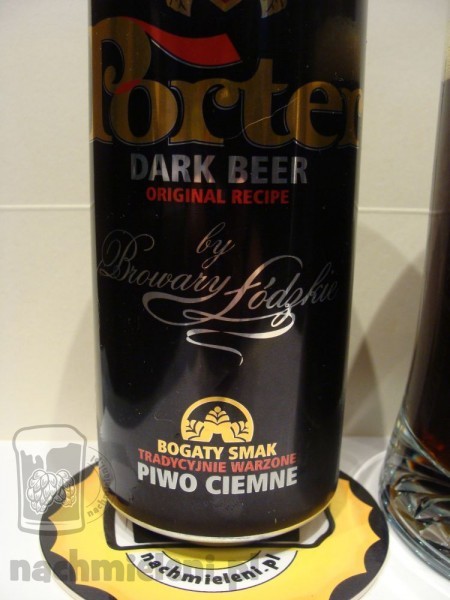 Porter
DARK BEER
ORIGINAL RECIPE
by
Browary Łódzkie
BOGATY SMAK
TRADYCYJNIE WARZONE
PIWO CIEMNE
nachmieleni.pl
nachmieleni.pl